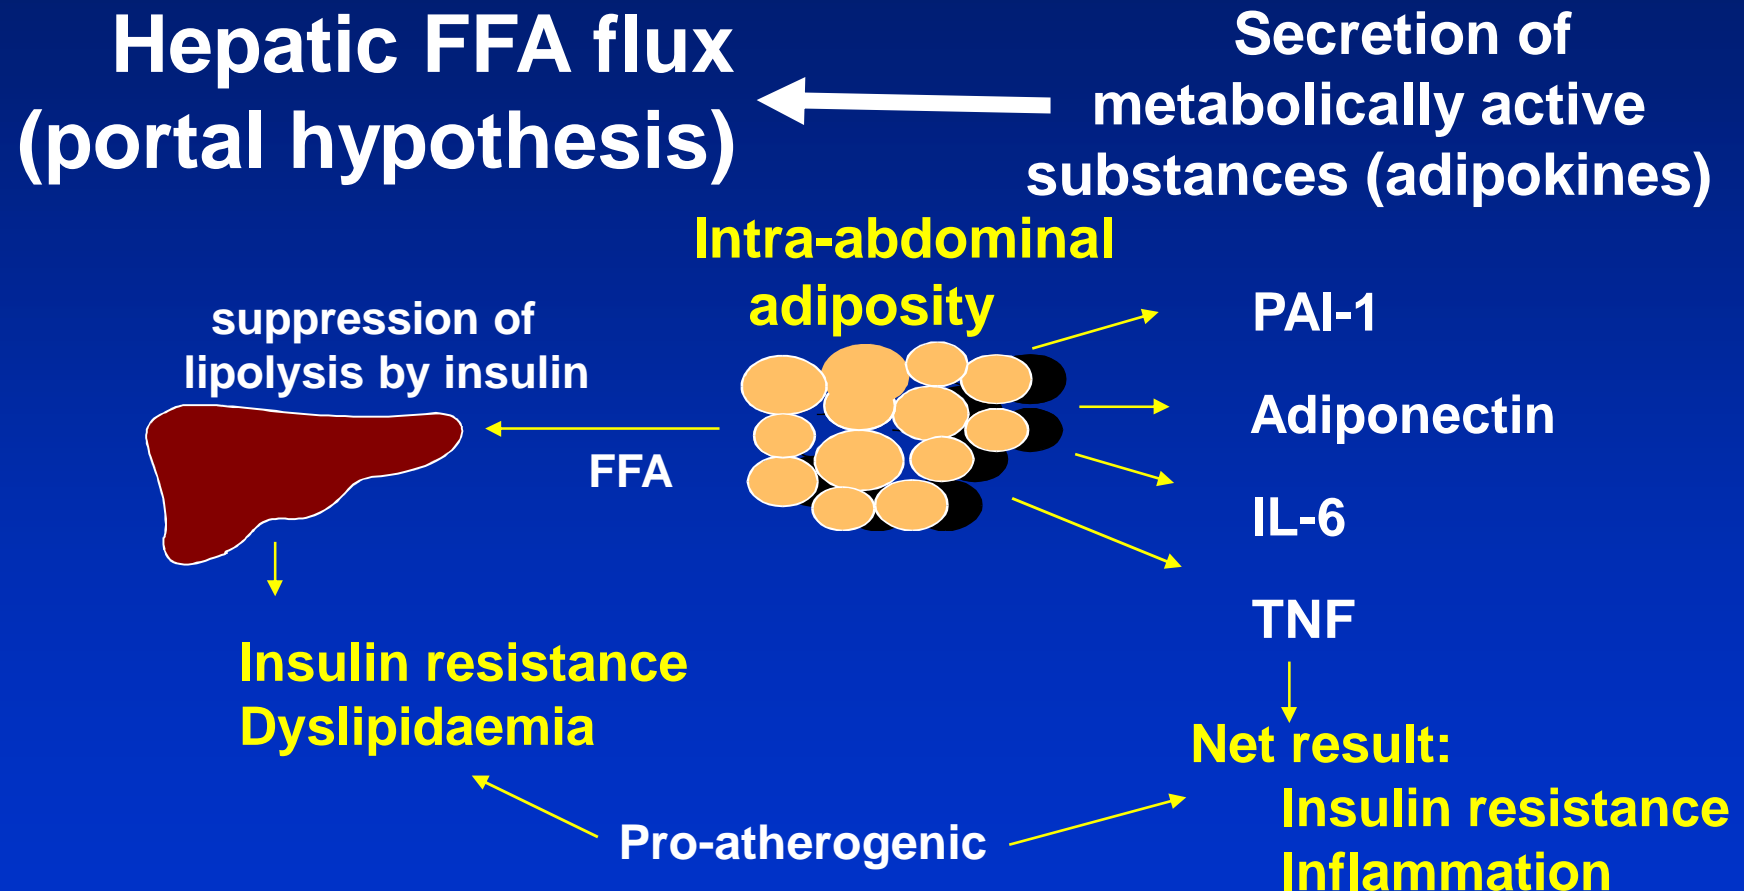 Hepatic FFA flux
(portal hypothesis)
Secretion of
metabolically active
substances (adipokines)
Intra-abdominal
adiposity
suppression of
lipolysis by insulin
FFA
PAI-1
Adiponectin
IL-6
TNF
Insulin resistance
Dyslipidaemia
Net result:
Insulin resistance
Inflammation
Pro-atherogenic